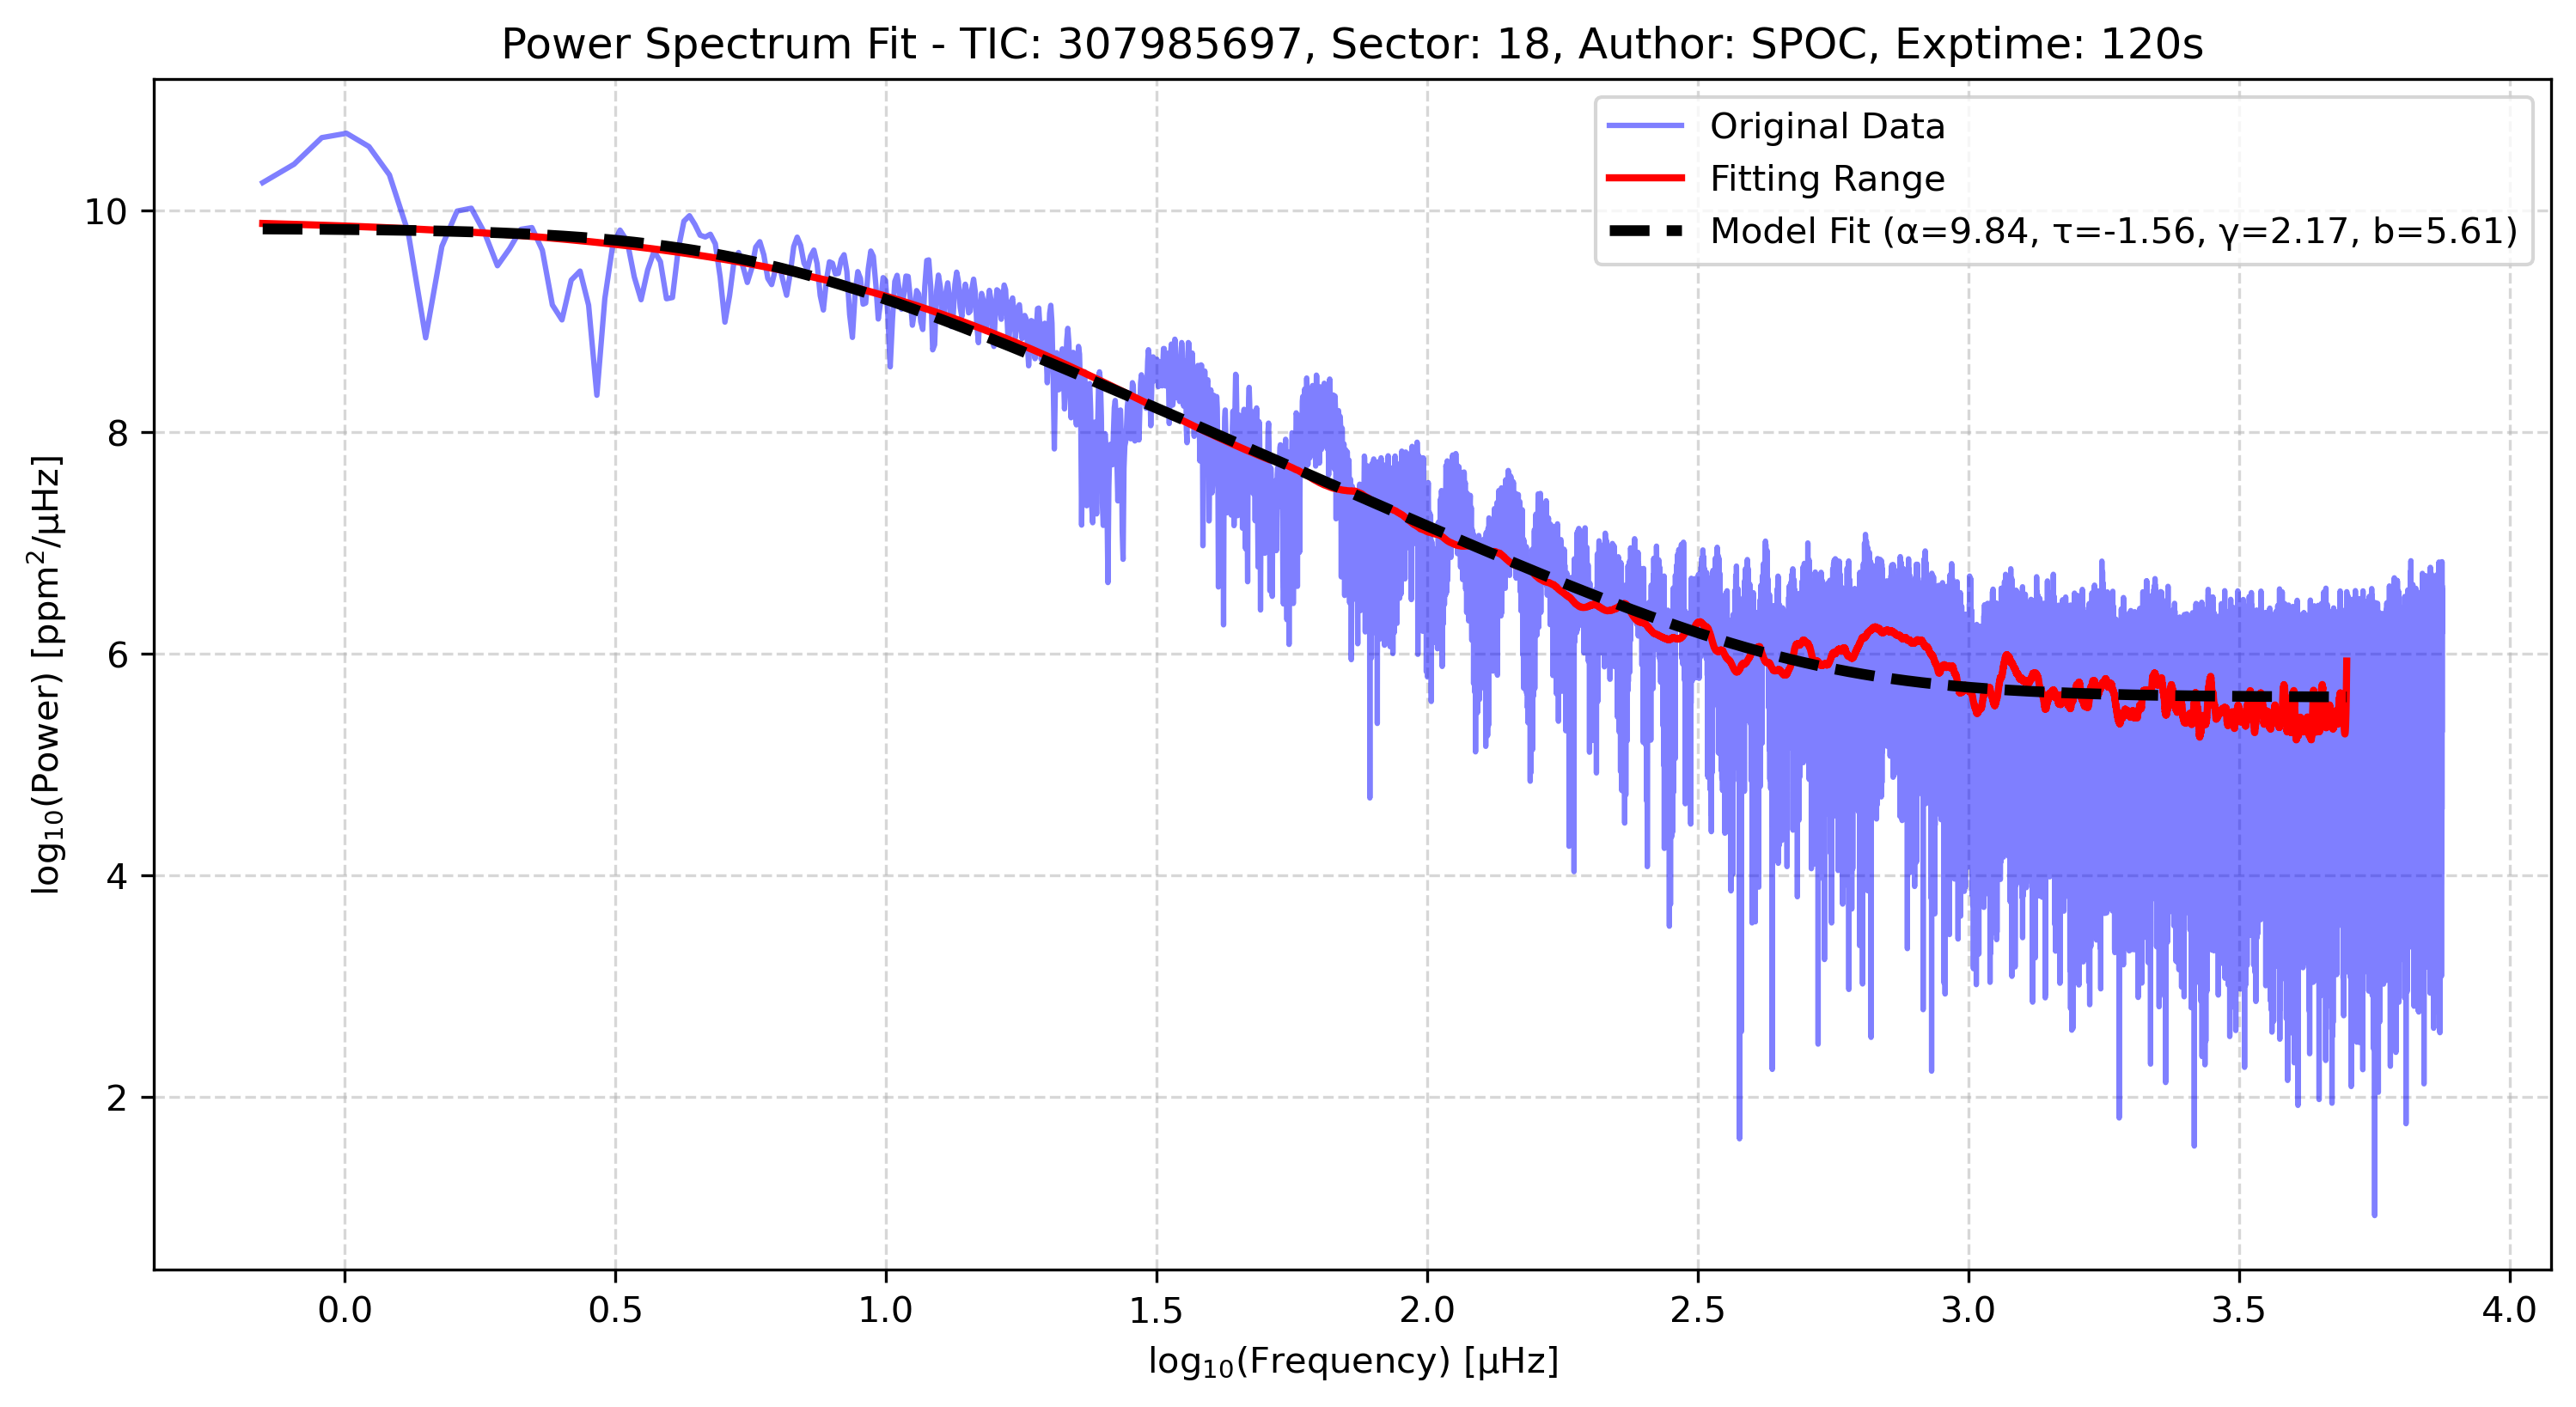 Power Spectrum Fit - TIC: 307985697, Sector: 18, Author: SPOC, Exptime: 120s
Original Data
Fitting Range
Model Fit (α=9.84, τ=-1.56, γ=2.17, b=5.61)
log₁₀(Power) [ppm²/µHz]
10
8
6
4
2
0.0 0.5 1.0 1.5 2.0 2.5 3.0 3.5 4.0
log₁₀(Frequency) [µHz]